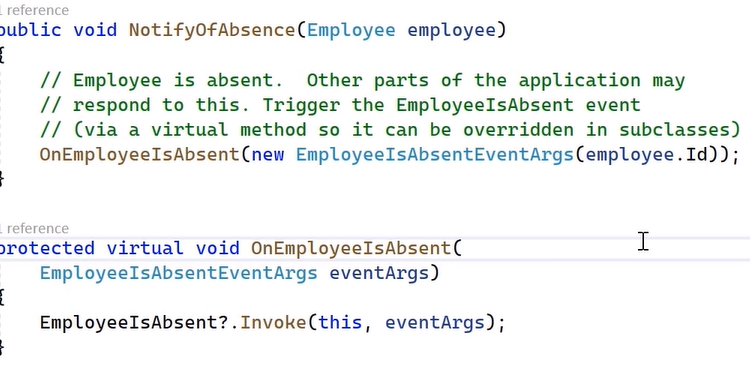 1 reference
public void NotifyOfAbsence(Employee employee)
{
// Employee is absent.  Other parts of the application may
// respond to this. Trigger the EmployeeIsAbsent event
// (via a virtual method so it can be overridden in subclasses)
OnEmployeeIsAbsent(new EmployeeIsAbsentEventArgs(employee.Id));
}
1 reference
protected virtual void OnEmployeeIsAbsent(
EmployeeIsAbsentEventArgs eventArgs)
{
EmployeeIsAbsent?.Invoke(this, eventArgs);
}